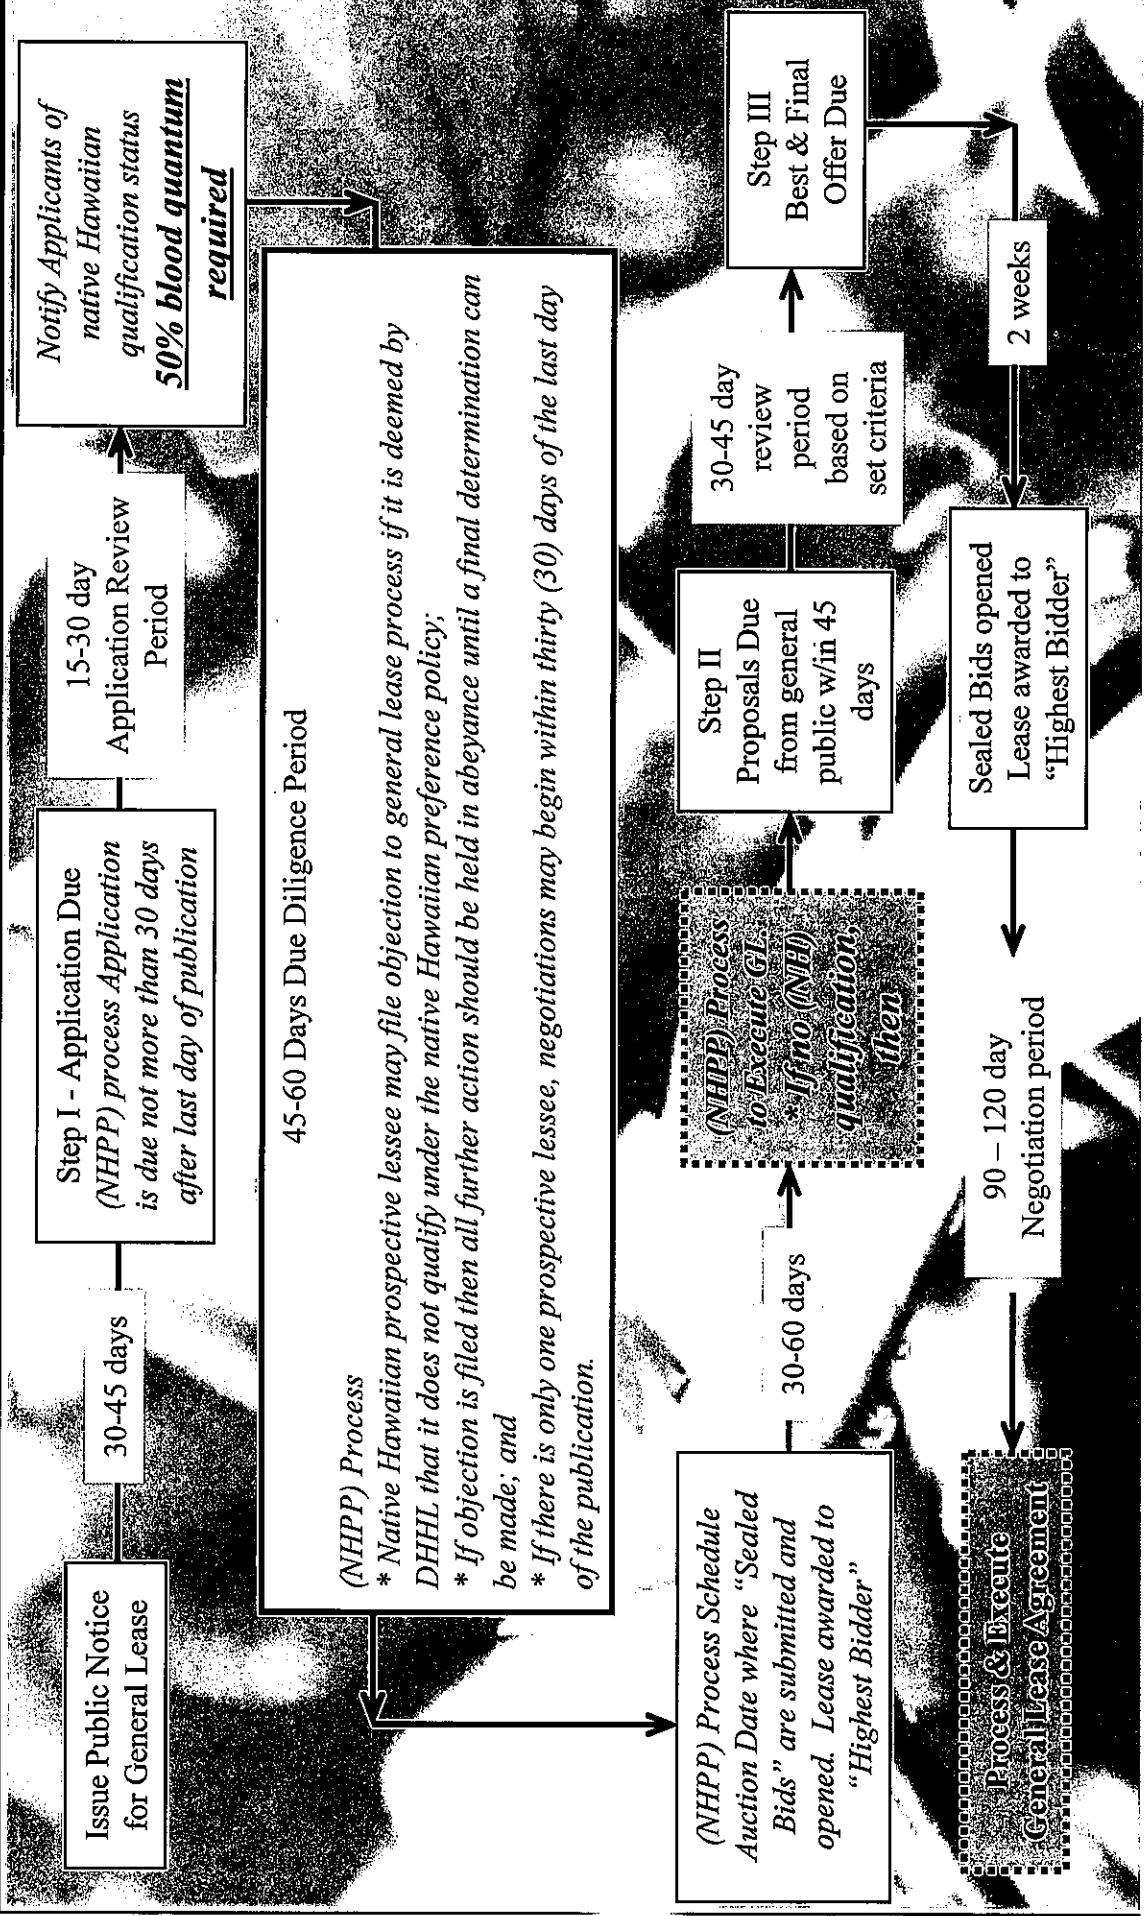 Issue Public Notice
for General Lease
30-45 days
Step I - Application Due
(NHPP) process Application
is due not more than 30 days
after last day of publication
15-30 day
Application Review
Period
Notify Applicants of
native Hawaiian
qualification status
50% blood quantum
required
45-60 Days Due Diligence Period
(NHPP) Process
* Native Hawaiian prospective lessee may file objection to general lease process if it is deemed by
DHHL that it does not qualify under the native Hawaiian preference policy;
* If objection is filed then all further action should be held in abeyance until a final determination can
be made; and
* If there is only one prospective lessee, negotiations may begin within thirty (30) days of the last day
of the publication.
(NHPP) Process Schedule
Auction Date where “Sealed
Bids” are submitted and
opened. Lease awarded to
“Highest Bidder”
30-60 days
(NHPP) Process
to Execute GL.
*If no (NH)
qualification,
then
Step II
Proposals Due
from general
public w/in 45
days
30-45 day
review
period
based on
set criteria
Step III
Best & Final
Offer Due
2 weeks
Sealed Bids opened
Lease awarded to
“Highest Bidder”
90 – 120 day
Negotiation period
Process & Execute
General Lease Agreement